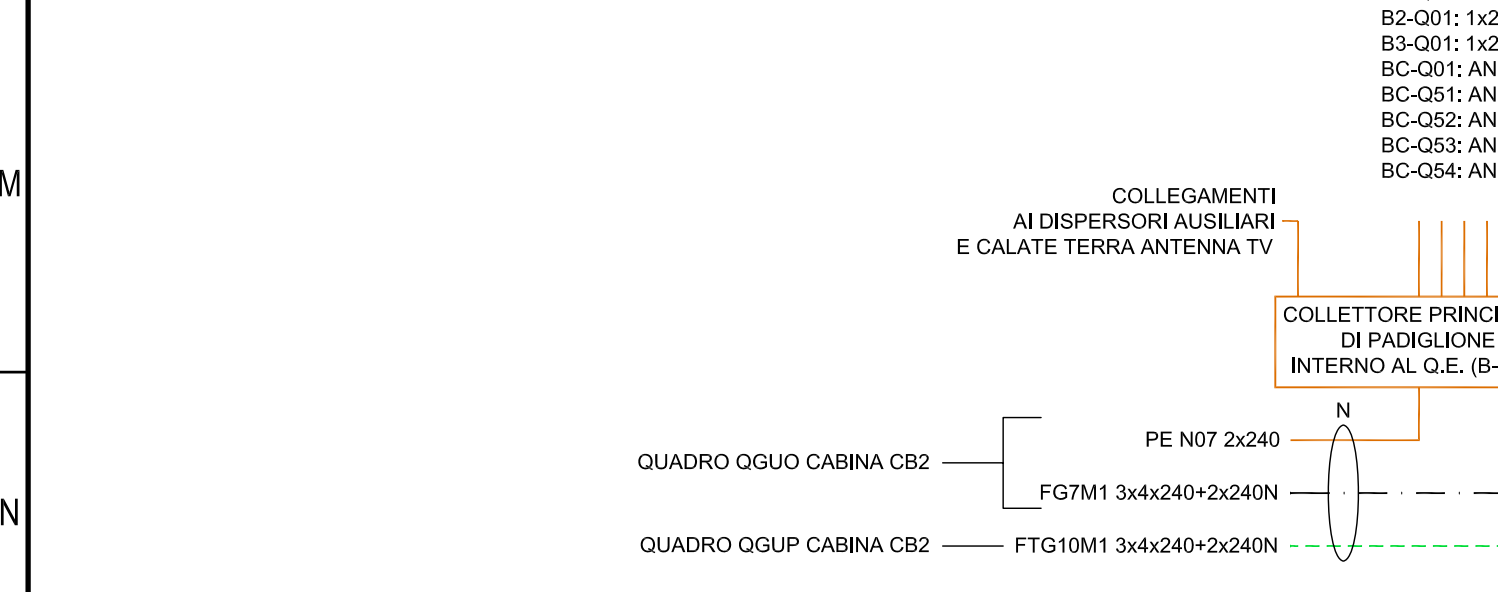 B2-Q01: 1x2
B3-Q01: 1x2
BC-Q01: AN
BC-Q51: AN
BC-Q52: AN
BC-Q53: AN
BC-Q54: AN
M
COLLEGAMENTI
AI DISPERSORI AUSILIARI
E CALATE TERRA ANTENNA TV
COLLETTORE PRINCI
DI PADIGLIONE
INTERNO AL Q.E. (B-
N
PE N07 2x240
QUADRO QGUO CABINA CB2
FG7M1 3x4x240+2x240N
N
QUADRO QGUP CABINA CB2
FTG10M1 3x4x240+2x240N